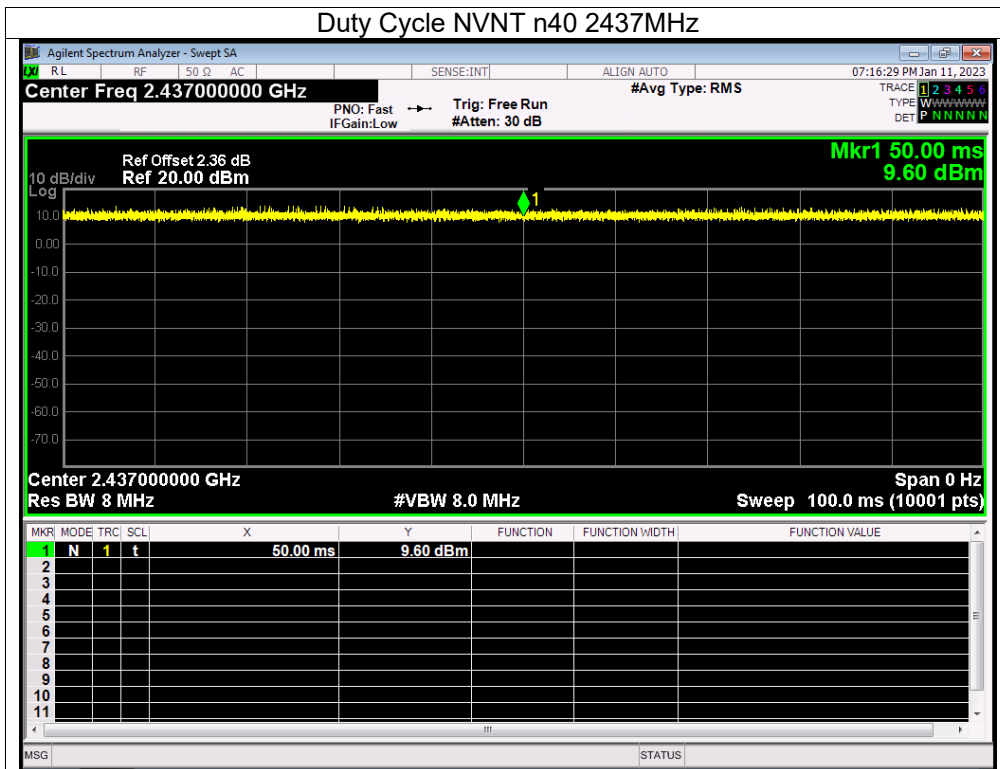 Duty Cycle NVNT n40 2437MHz
Agilent Spectrum Analyzer - Swept SA
LXI RL RF 50 Ω AC SENSE:INT ALIGN AUTO 07:16:29 PM Jan 11, 2023
Center Freq 2.437000000 GHz #Avg Type: RMS TRACE 1 2 3 4 5 6
PNO: Fast Trig: Free Run TYPE WWWWWW
IFGain:Low #Atten: 30 dB DET P N N N N N
Mkr1 50.00 ms
Ref Offset 2.36 dB
10 dB/div Ref 20.00 dBm 9.60 dBm
Log
1
10.0
0.00
-10.0
-20.0
-30.0
-40.0
-50.0
-60.0
-70.0
Center 2.437000000 GHz Span 0 Hz
Res BW 8 MHz #VBW 8.0 MHz Sweep 100.0 ms (10001 pts)
MKR MODE TRC SCL X Y FUNCTION FUNCTION WIDTH FUNCTION VALUE
1 N 1 t 50.00 ms 9.60 dBm
2
3
4
5
6
7
8
9
10
11
MSG STATUS